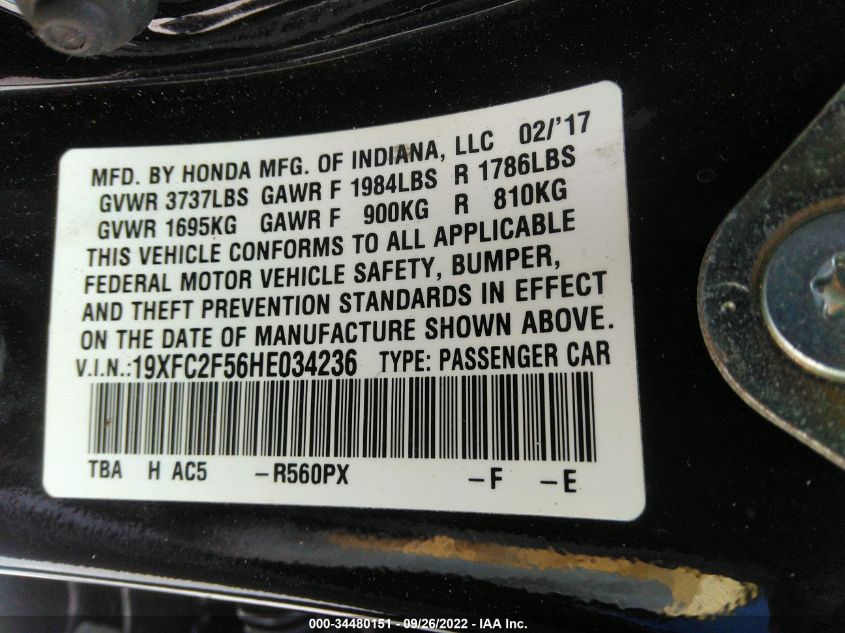 MFD. BY HONDA MFG. OF INDIANA, LLC 02/'17
GVWR 3737LBS GAWR F 1984LBS R 1786LBS
GVWR 1695KG GAWR F 900KG R 810KG
THIS VEHICLE CONFORMS TO ALL APPLICABLE
FEDERAL MOTOR VEHICLE SAFETY, BUMPER,
AND THEFT PREVENTION STANDARDS IN EFFECT
ON THE DATE OF MANUFACTURE SHOWN ABOVE.
V.I.N.:19XFC2F56HE034236 TYPE: PASSENGER CAR
TBA H AC5 -R560PX -F -E
000-34480151 - 09/26/2022 - IAA Inc.